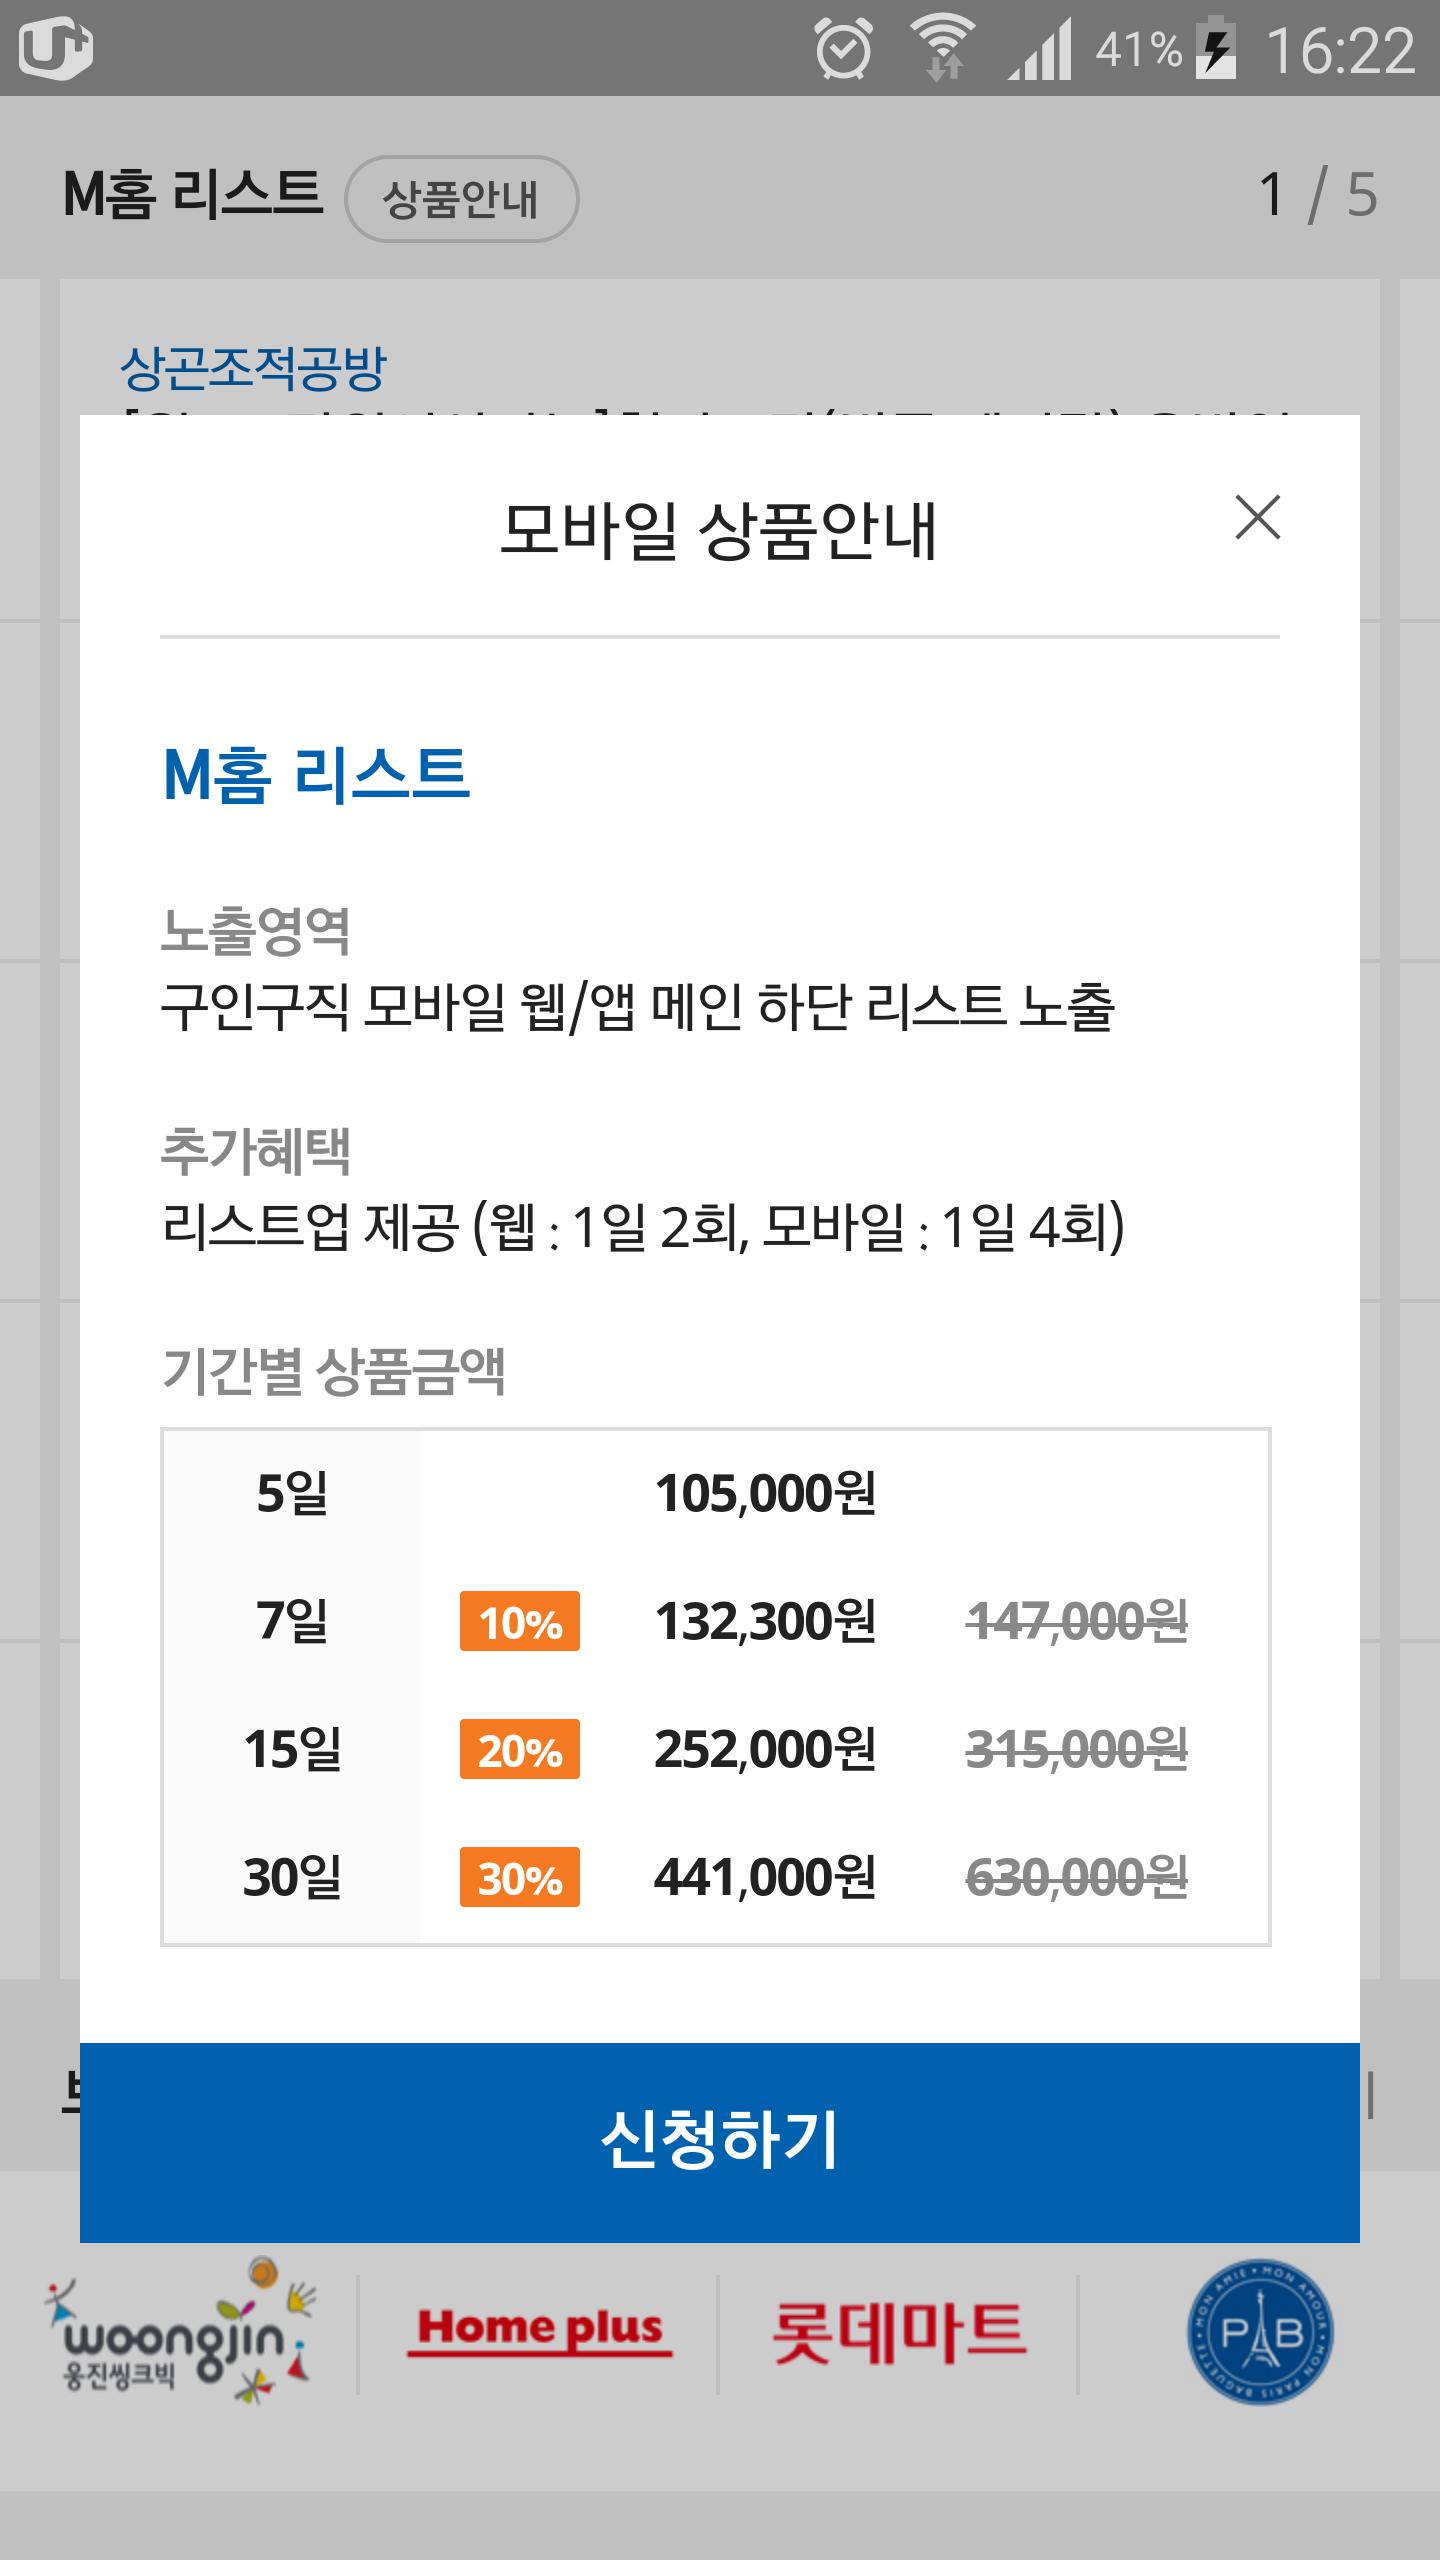 U+ 41% 16:22
M홈 리스트 상품안내 1 / 5
상곤조적공방
모바일 상품안내
M홈 리스트
노출영역
구인구직 모바일 웹/앱 메인 하단 리스트 노출
추가혜택
리스트업 제공 (웹 : 1일 2회, 모바일 : 1일 4회)
기간별 상품금액
5일 105,000원
7일 10% 132,300원 147,000원
15일 20% 252,000원 315,000원
30일 30% 441,000원 630,000원
신청하기
woongjin
웅진씽크빅
Home plus
롯데마트
MON AMIE • MON AMOUR • MON PARIS BAGUETTE •
PB